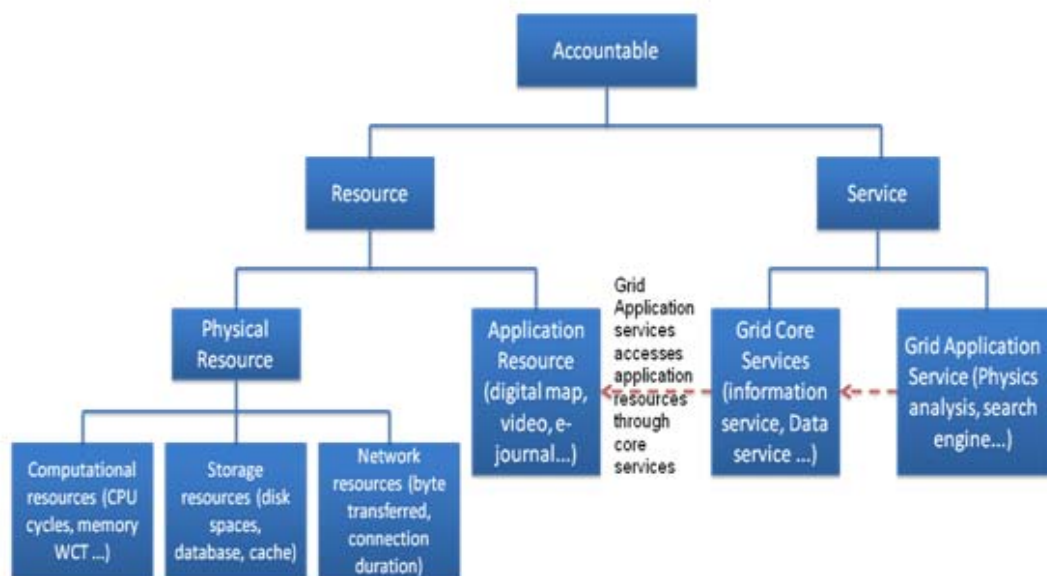 Accountable
Resource
Service
Physical
Resource
Application
Resource
(digital map,
video, e-
journal...)
Grid
Application
services
accesses
application
resources
through
core
services
Grid Core
Services
(information
service, Data
service ...)
Grid Application
Service (Physics
analysis, search
engine...)
Computational
resources (CPU
cycles, memory
WCT ...)
Storage
resources (disk
spaces,
database, cache)
Network
resources (byte
transferred,
connection
duration)